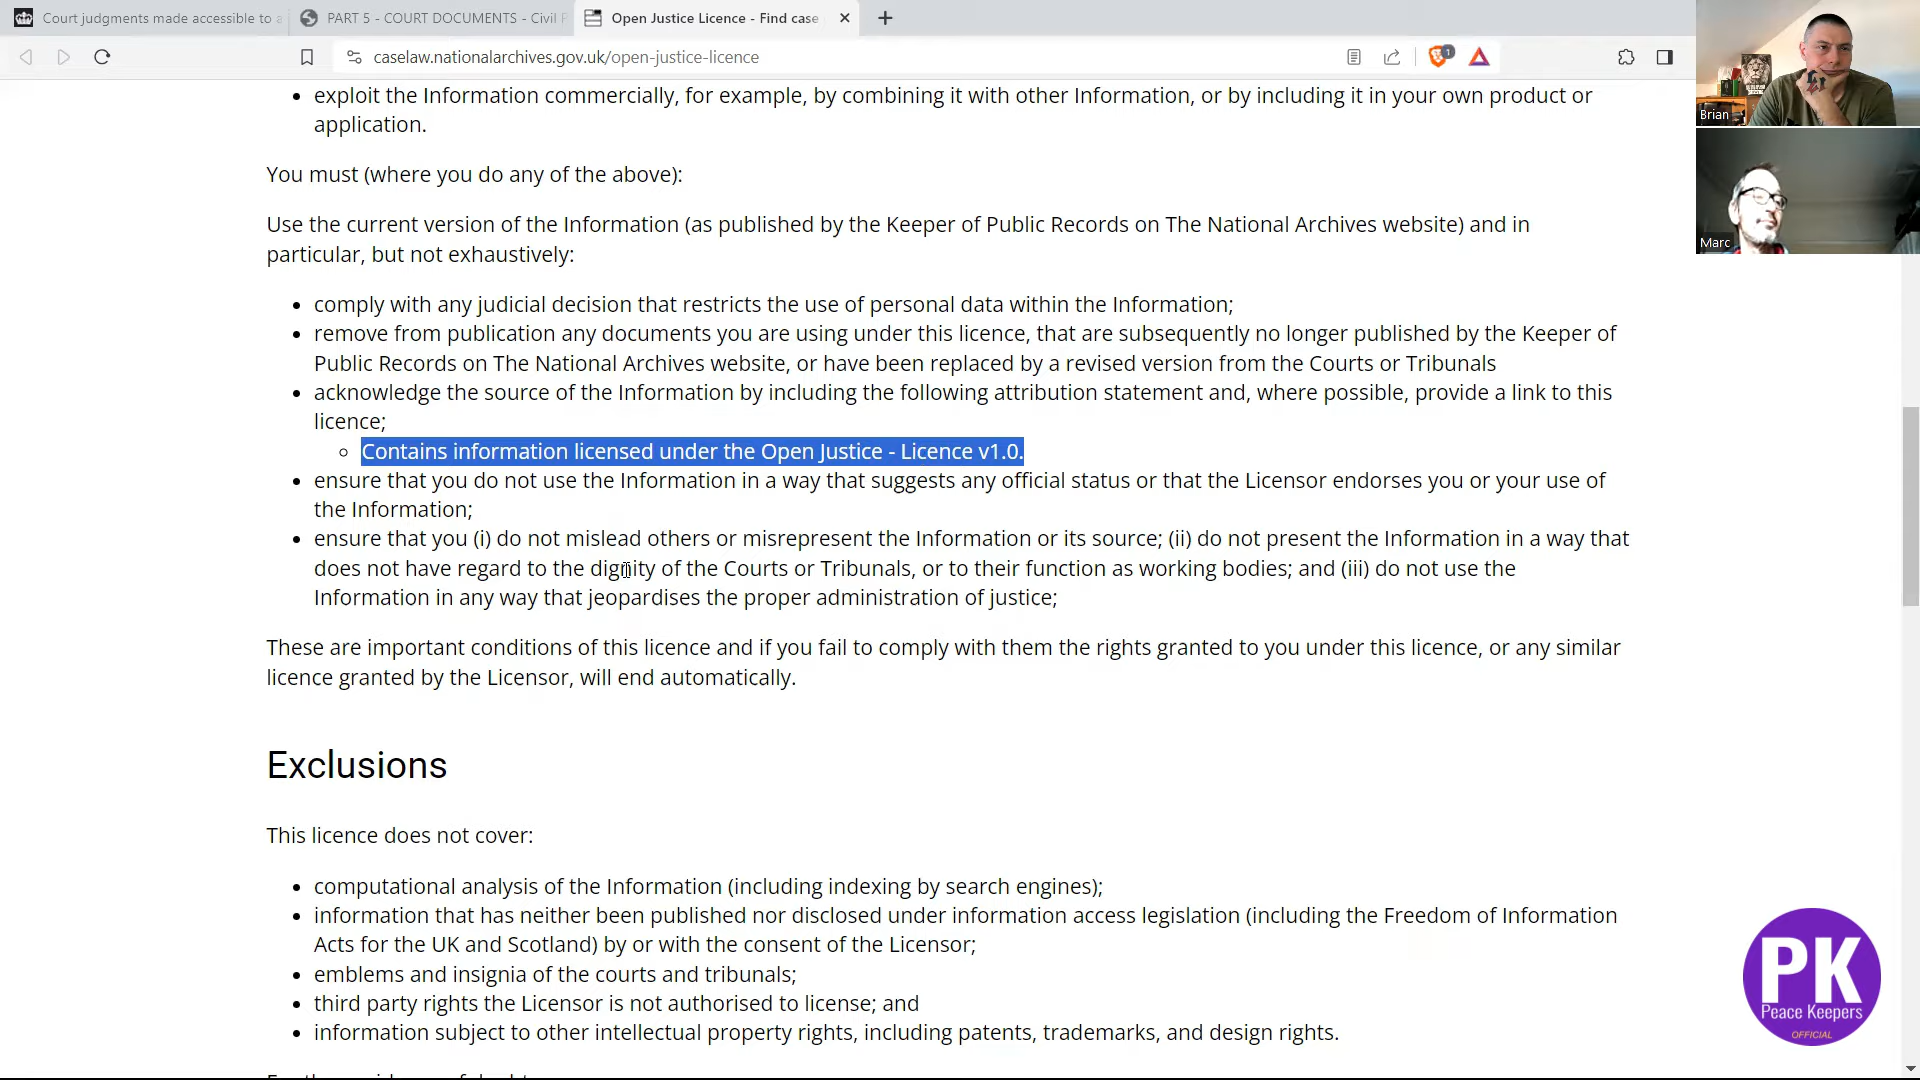 Court judgments made accessible to a
PART 5 - COURT DOCUMENTS - Civil P
Open Justice Licence - Find case
caselaw.nationalarchives.gov.uk/open-justice-licence
1
• exploit the Information commercially, for example, by combining it with other Information, or by including it in your own product or
application.
You must (where you do any of the above):
Use the current version of the Information (as published by the Keeper of Public Records on The National Archives website) and in
particular, but not exhaustively:
• comply with any judicial decision that restricts the use of personal data within the Information;
• remove from publication any documents you are using under this licence, that are subsequently no longer published by the Keeper of
Public Records on The National Archives website, or have been replaced by a revised version from the Courts or Tribunals
• acknowledge the source of the Information by including the following attribution statement and, where possible, provide a link to this
licence;
◦ Contains information licensed under the Open Justice - Licence v1.0.
• ensure that you do not use the Information in a way that suggests any official status or that the Licensor endorses you or your use of
the Information;
• ensure that you (i) do not mislead others or misrepresent the Information or its source; (ii) do not present the Information in a way that
does not have regard to the dignity of the Courts or Tribunals, or to their function as working bodies; and (iii) do not use the
Information in any way that jeopardises the proper administration of justice;
These are important conditions of this licence and if you fail to comply with them the rights granted to you under this licence, or any similar
licence granted by the Licensor, will end automatically.
Exclusions
This licence does not cover:
• computational analysis of the Information (including indexing by search engines);
• information that has neither been published nor disclosed under information access legislation (including the Freedom of Information
Acts for the UK and Scotland) by or with the consent of the Licensor;
• emblems and insignia of the courts and tribunals;
• third party rights the Licensor is not authorised to license; and
• information subject to other intellectual property rights, including patents, trademarks, and design rights.
Brian
Marc
PK
Peace Keepers
OFFICIAL